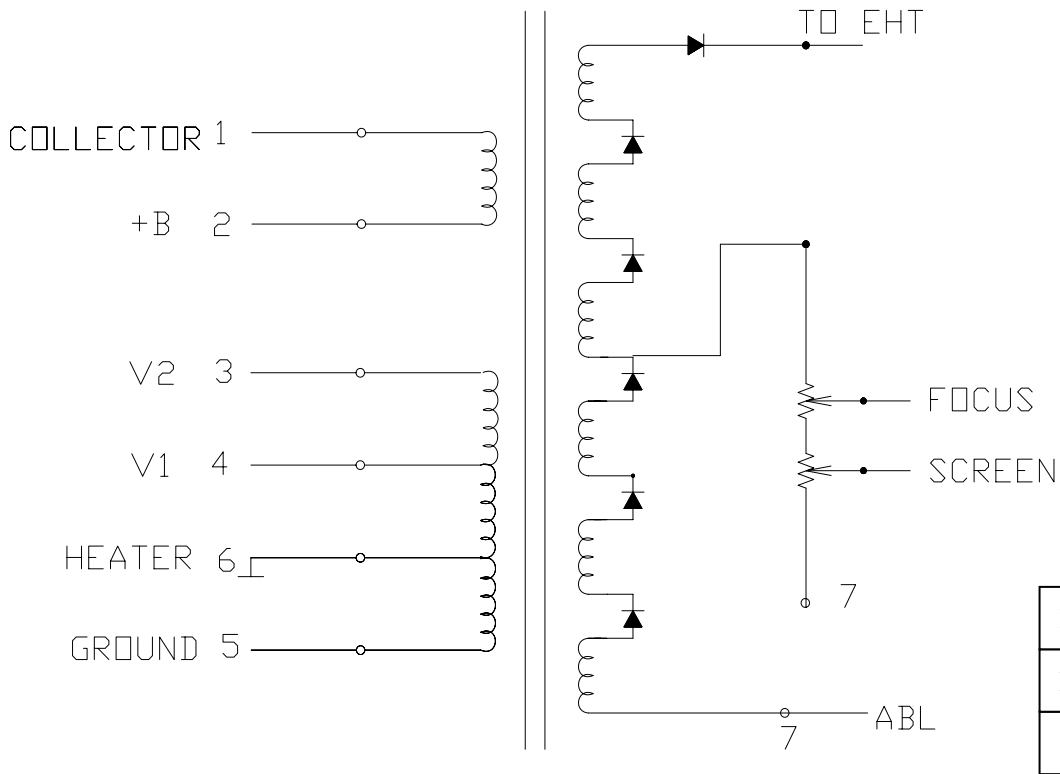 TO EHT
COLLECTOR 1
+B 2
V2 3
FOCUS
V1 4
SCREEN
HEATER 6
7
GROUND 5
ABL
7